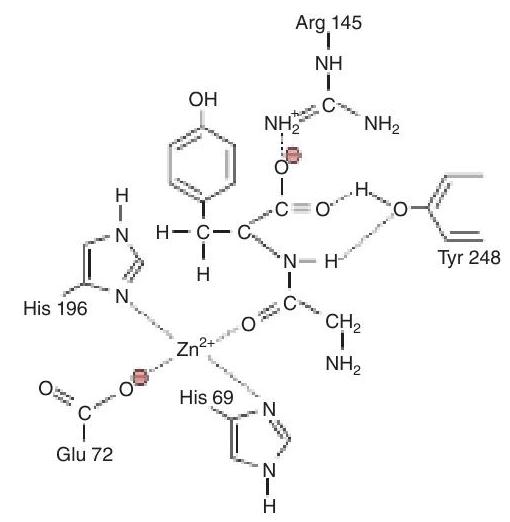 Arg 145
NH
OH
NH2+ C NH2
O
H
H
C O H O
N
H C C
N H
H
Tyr 248
His 196
N
C CH2
O
Zn2+
NH2
O O
His 69
C
N
Glu 72
N
H